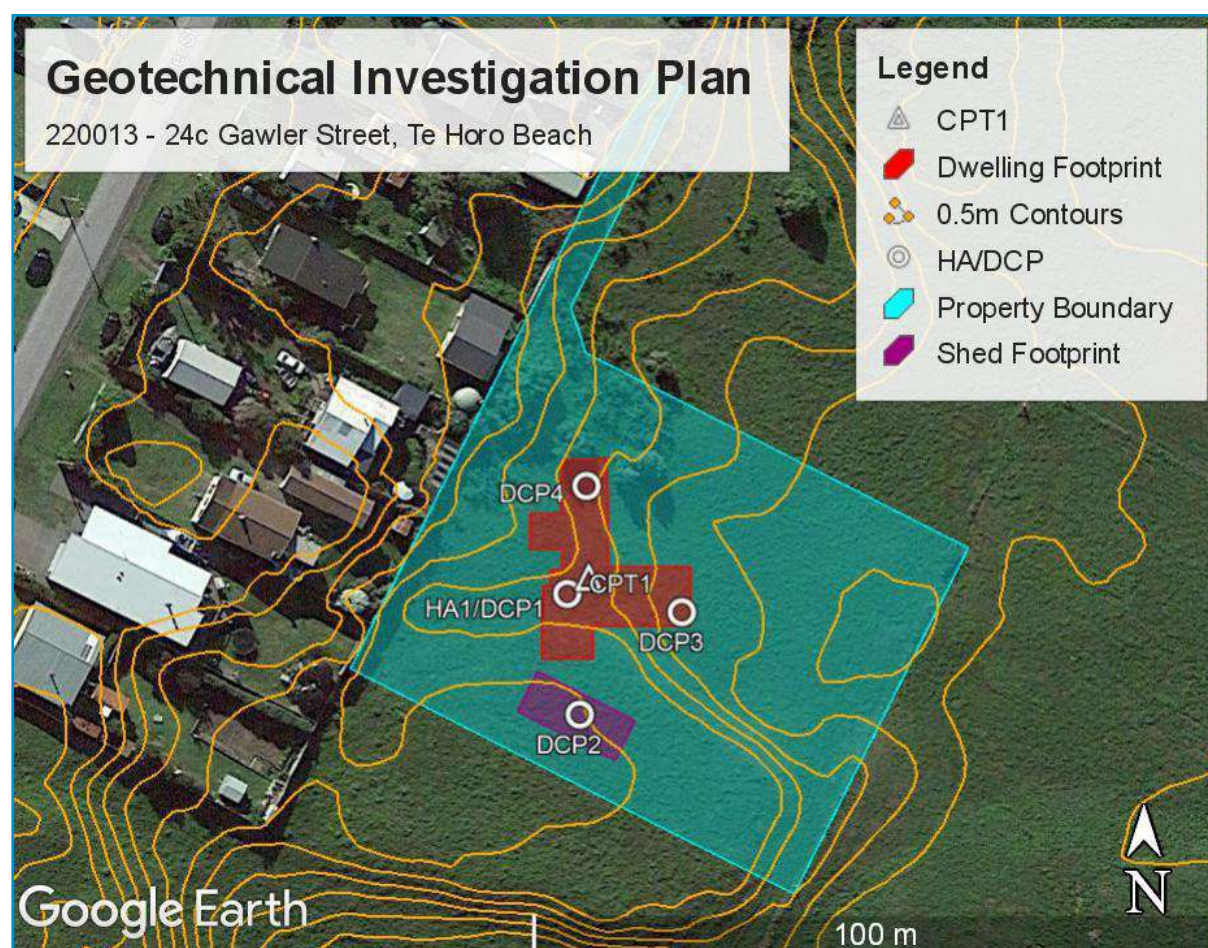 Geotechnical Investigation Plan
220013 - 24c Gawler Street, Te Horo Beach
Legend
CPT1
Dwelling Footprint
0.5m Contours
HA/DCP
Property Boundary
Shed Footprint
DCP4
CPT1
HA1/DCP1
DCP3
DCP2
Google Earth
N
100 m